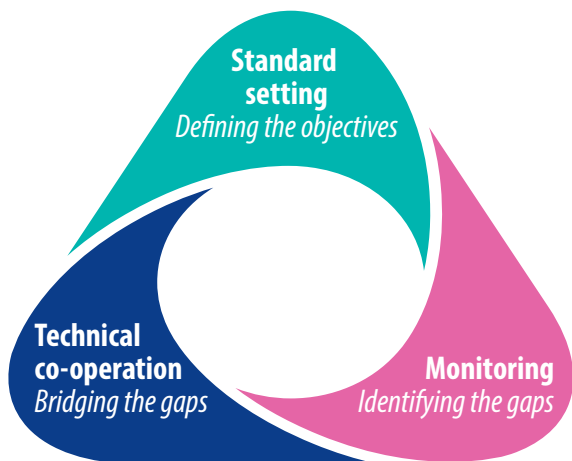 Standard
setting
Defining the objectives
Technical
co-operation
Bridging the gaps
Monitoring
Identifying the gaps